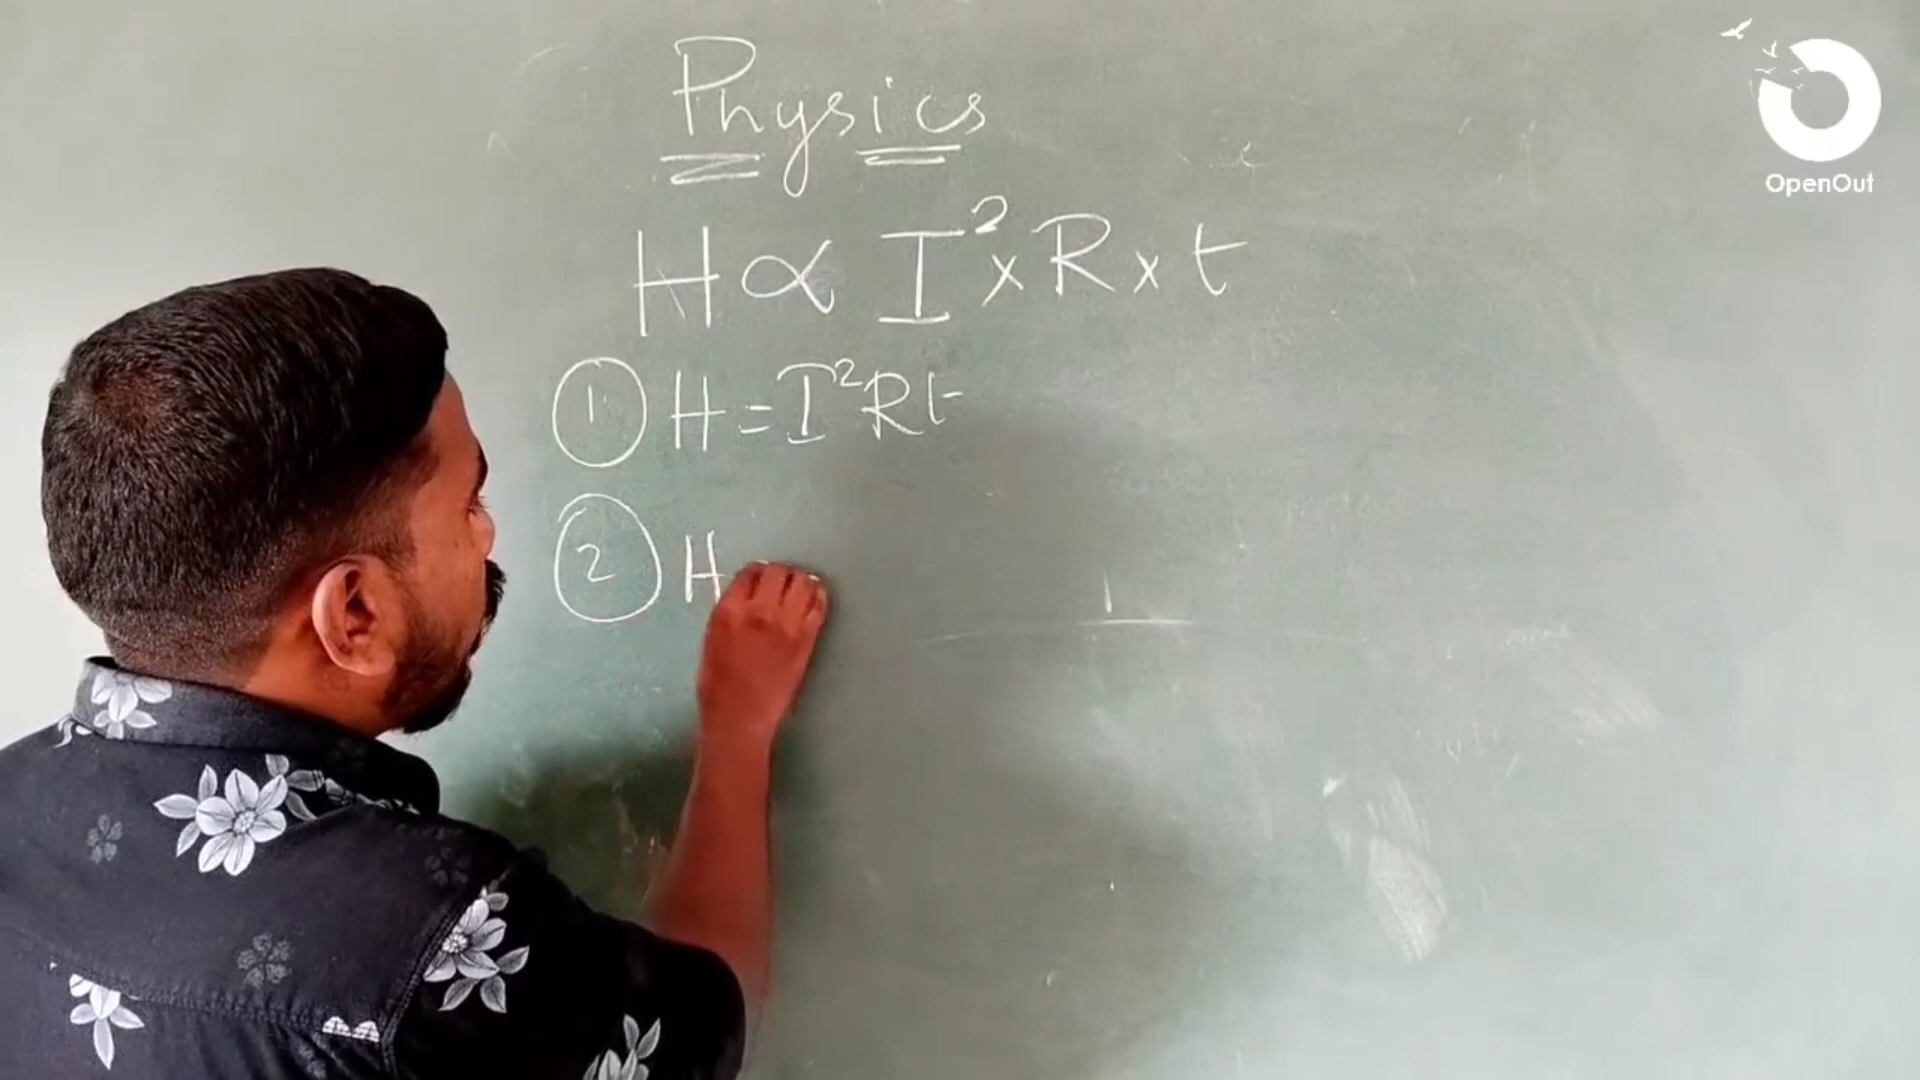 Physics
H ∝ I² × R × t
① H = I²Rt
② H
OpenOut